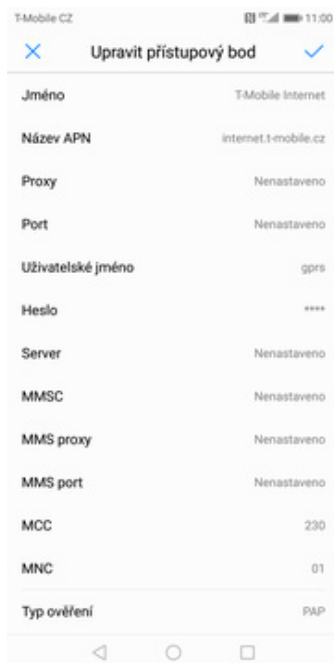 T-Mobile CZ 11:00
Upravit přístupový bod
Jméno T-Mobile Internet
Název APN internet.t-mobile.cz
Proxy Nenastaveno
Port Nenastaveno
Uživatelské jméno gprs
Heslo ****
Server Nenastaveno
MMSC Nenastaveno
MMS proxy Nenastaveno
MMS port Nenastaveno
MCC 230
MNC 01
Typ ověření PAP